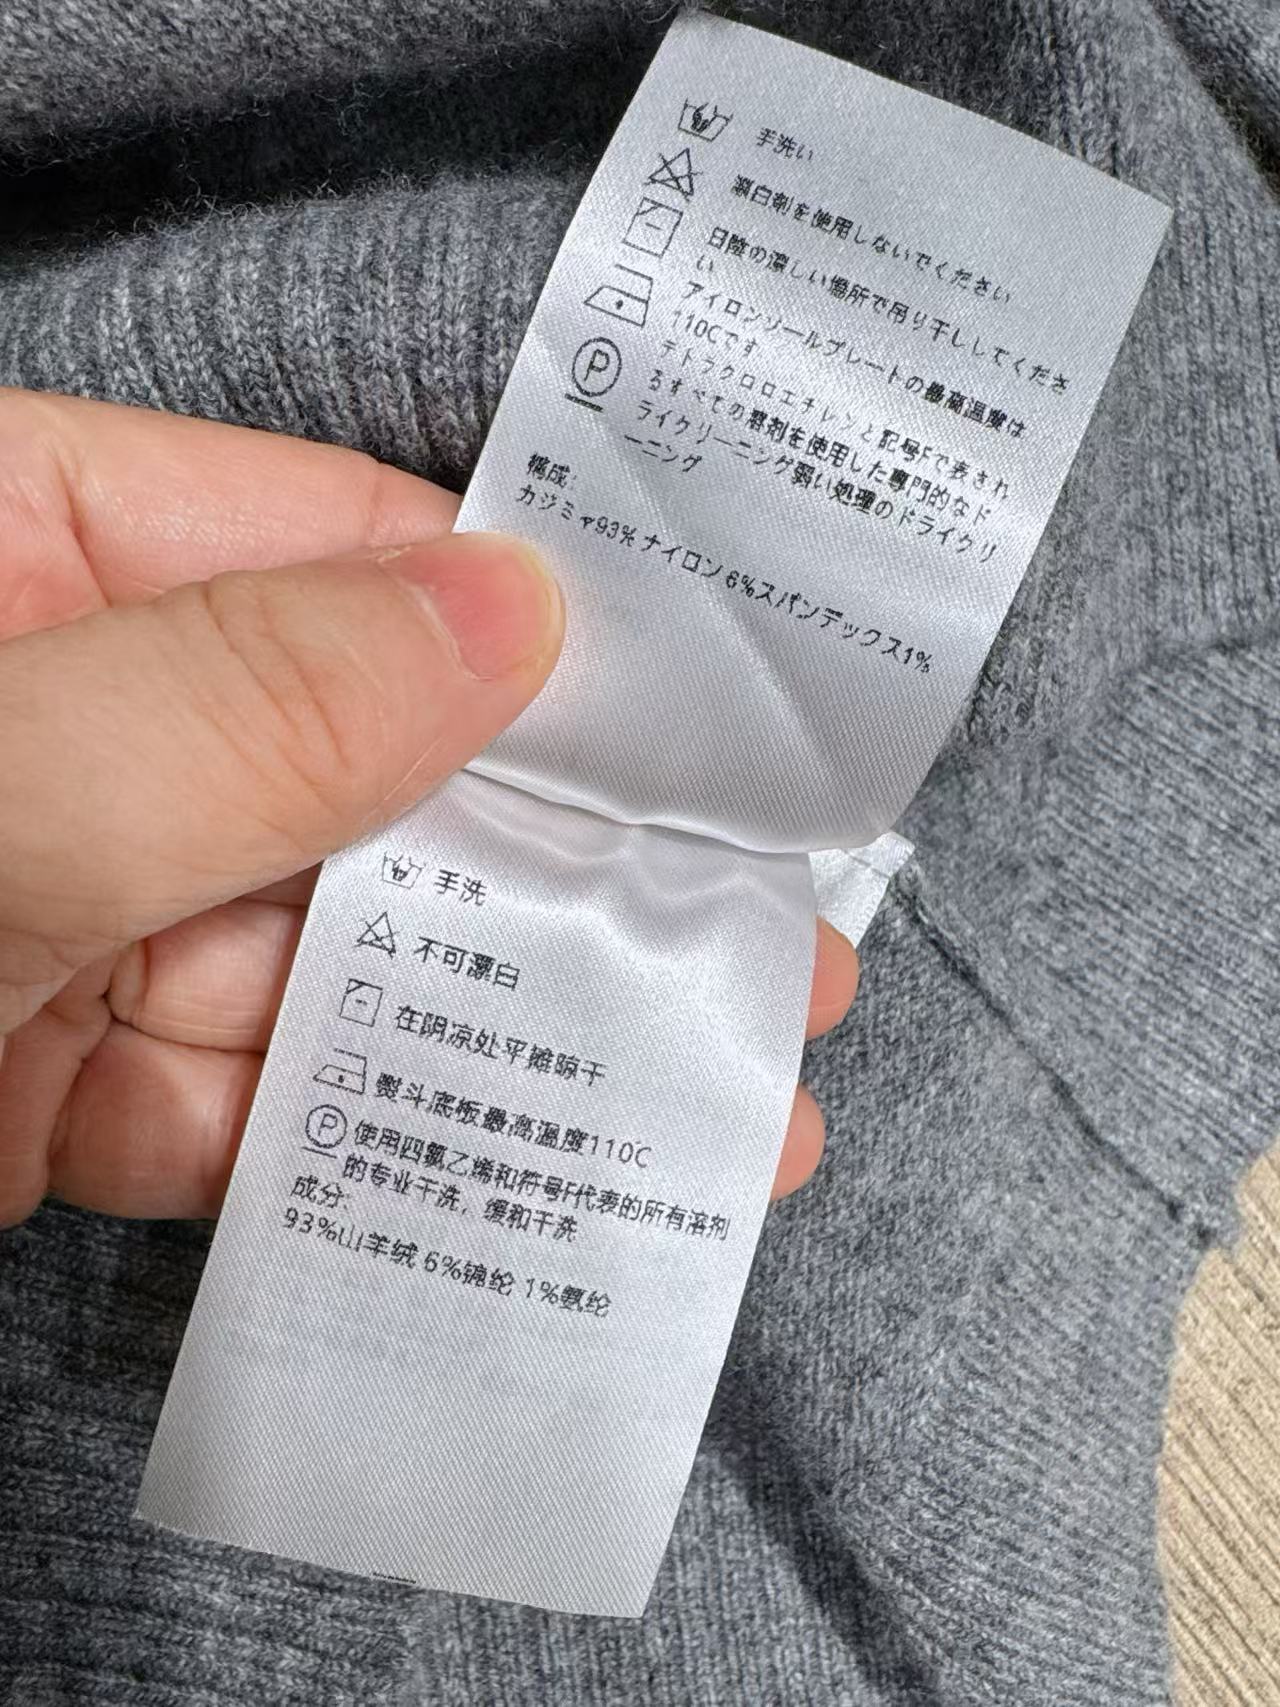 手洗い
漂白剤を使用しないでください
日陰の涼しい場所で吊り干ししてくださ
い
アイロンソールプレートの最高温度は
110Cです
テトラクロロエチレンと記号Fで表され
るすべての溶剤を使用した専門的なド
ライクリーニング弱い処理のドライクリ
ーニング
P
構成:
カジミヤ93% ナイロン 6%スパンデックス1%
手洗
不可漂白
在阴凉处平摊晾干
熨斗底板最高温度110C
P
使用四氯乙烯和符号F代表的所有溶剂
的专业干洗，缓和干洗
成分:
93%山羊绒 6%锦纶 1%氨纶